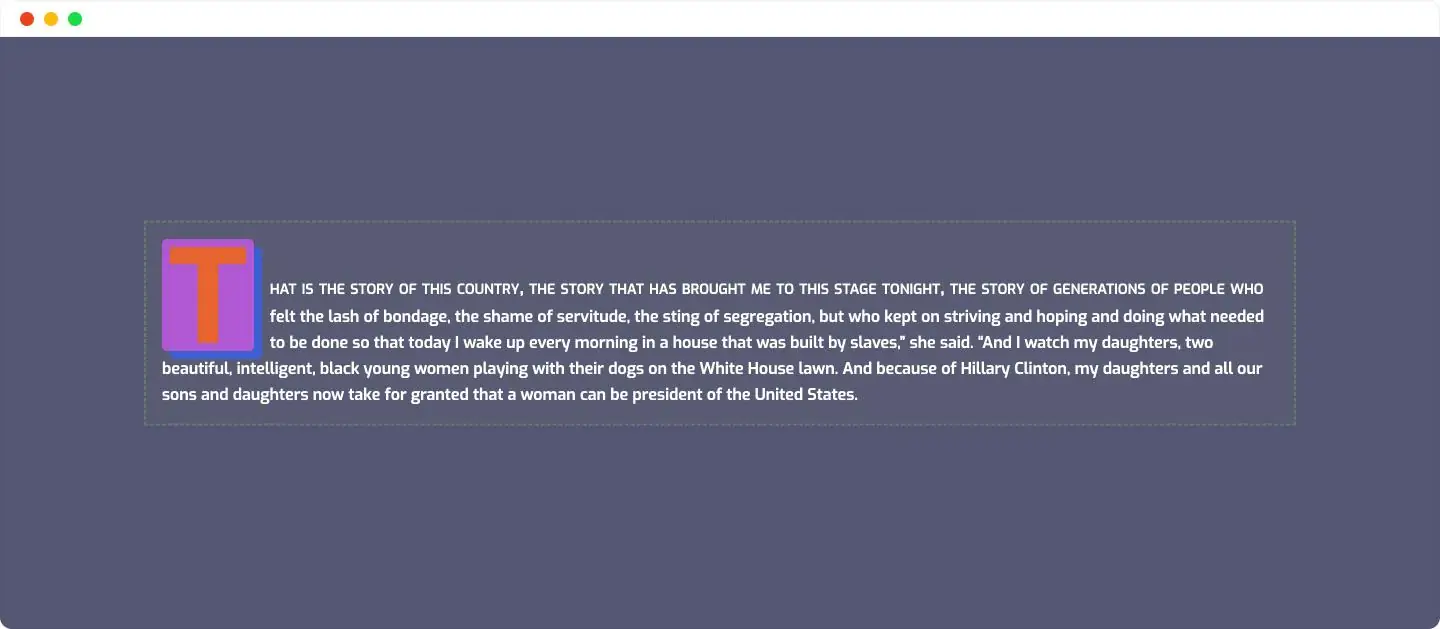 THAT IS THE STORY OF THIS COUNTRY, THE STORY THAT HAS BROUGHT ME TO THIS STAGE TONIGHT, THE STORY OF GENERATIONS OF PEOPLE WHO
felt the lash of bondage, the shame of servitude, the sting of segregation, but who kept on striving and hoping and doing what needed
to be done so that today I wake up every morning in a house that was built by slaves,” she said. “And I watch my daughters, two
beautiful, intelligent, black young women playing with their dogs on the White House lawn. And because of Hillary Clinton, my daughters and all our
sons and daughters now take for granted that a woman can be president of the United States.